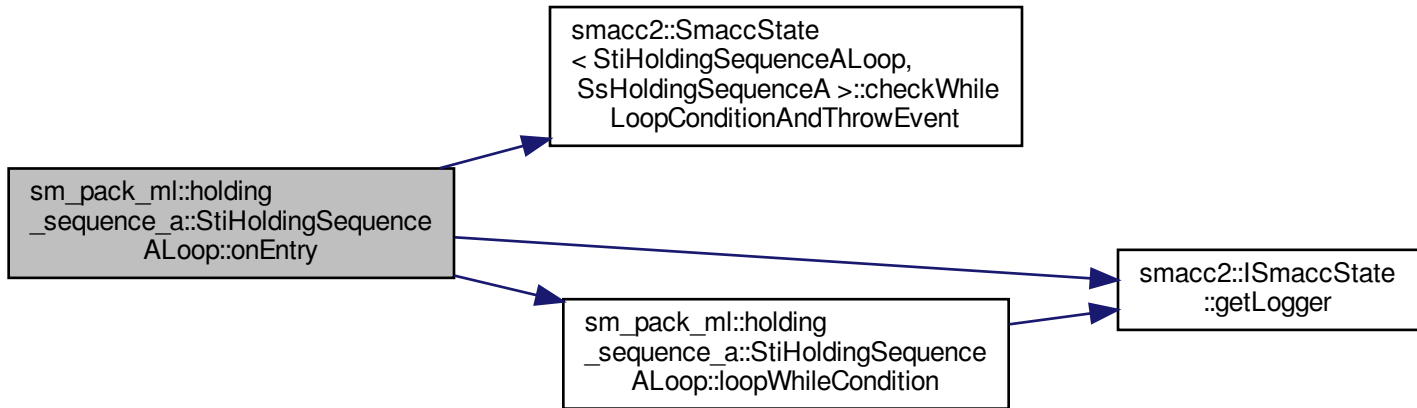 smacc2::SmaccState
< StiHoldingSequenceALoop,
SsHoldingSequenceA >::checkWhile
LoopConditionAndThrowEvent
sm_pack_ml::holding
_sequence_a::StiHoldingSequence
ALoop::onEntry
smacc2::ISmaccState
::getLogger
sm_pack_ml::holding
_sequence_a::StiHoldingSequence
ALoop::loopWhileCondition